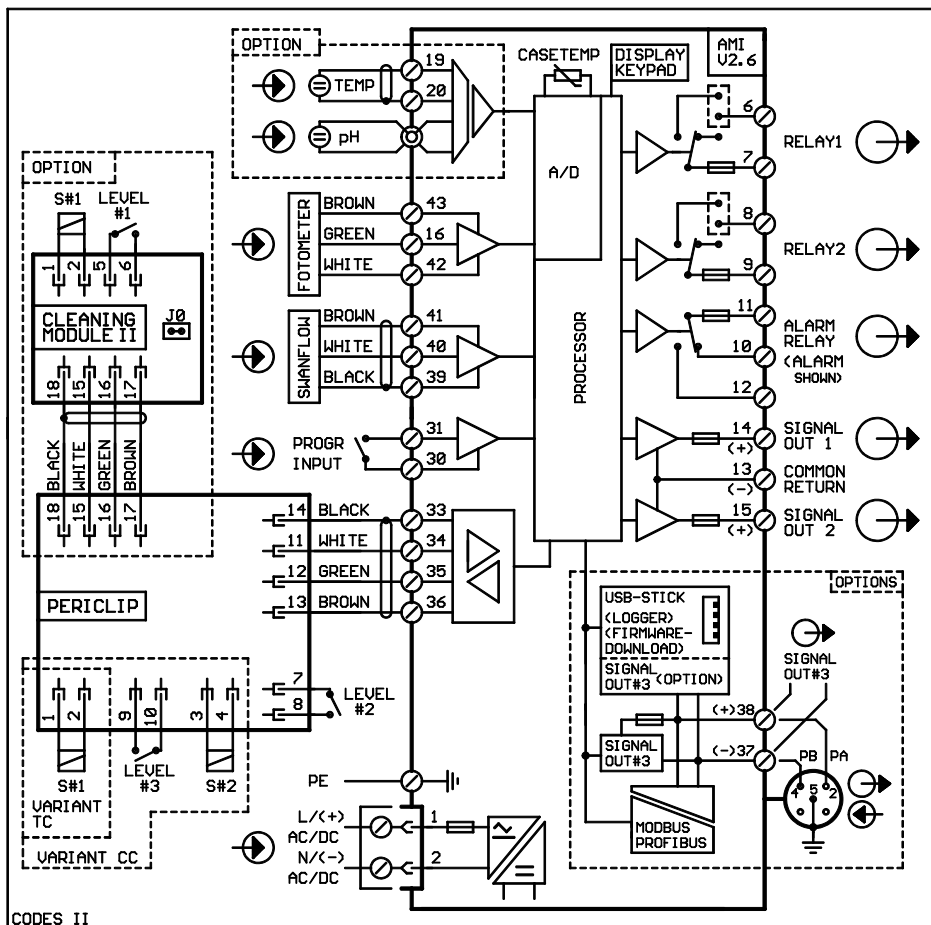 OPTION
TEMP
pH
19
20
CASETEMP
DISPLAY
KEYPAD
AMI
V2.6
A/D
PROCESSOR
6
7
RELAY1
8
9
RELAY2
11
10
12
ALARM
RELAY
(ALARM
SHOWN)
14
(+)
SIGNAL
OUT 1
13
(-)
COMMON
RETURN
15
(+)
SIGNAL
OUT 2
OPTION
S#1
LEVEL
#1
1
2
5
6
CLEANING
MODULE II
J0
18
15
16
17
BLACK
WHITE
GREEN
BROWN
18
15
16
17
FOTOMETER
BROWN
GREEN
WHITE
43
16
42
SWANFLOW
BROWN
WHITE
BLACK
41
40
39
PROGR
INPUT
31
30
14
BLACK
33
11
WHITE
34
12
GREEN
35
13
BROWN
36
PERICLIP
7
8
LEVEL
#2
1
2
9
10
3
4
S#1
LEVEL
#3
S#2
VARIANT
TC
VARIANT CC
PE
L/(+)
AC/DC
N/(-)
AC/DC
1
2
OPTIONS
USB-STICK
(LOGGER)
(FIRMWARE-
DOWNLOAD)
SIGNAL
OUT#3 (OPTION)
SIGNAL
OUT#3
(+)38
(-)37
SIGNAL
OUT#3
PB
PA
4
5
2
MODBUS
PROFIBUS
CODES II